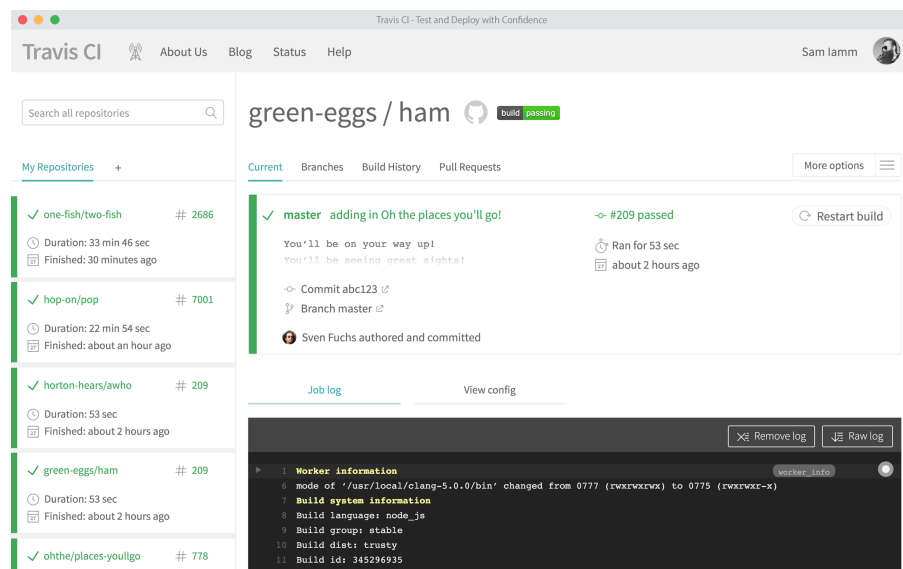 Travis CI - Test and Deploy with Confidence
Travis CI About Us Blog Status Help Sam Iamm
Search all repositories
My Repositories +
one-fish/two-fish # 2686
Duration: 33 min 46 sec
27 Finished: 30 minutes ago
hop-on/pop # 7001
Duration: 22 min 54 sec
27 Finished: about an hour ago
horton-hears/awho # 209
Duration: 53 sec
27 Finished: about 2 hours ago
green-eggs/ham # 209
Duration: 53 sec
27 Finished: about 2 hours ago
ohthe/places-youllgo # 778
green-eggs / ham build passing
Current Branches Build History Pull Requests More options
master adding in Oh the places you'll go!
You'll be on your way up!
You'll be seeing great sights!
Commit abc123
Branch master
Sven Fuchs authored and committed
#209 passed
Ran for 53 sec
27 about 2 hours ago
Restart build
Job log View config
Remove log Raw log
1 Worker information worker_info
6 mode of '/usr/local/clang-5.0.0/bin' changed from 0777 (rwxrwxrwx) to 0775 (rwxrwxr-x)
7 Build system information
8 Build language: node_js
9 Build group: stable
10 Build dist: trusty
11 Build id: 345296935